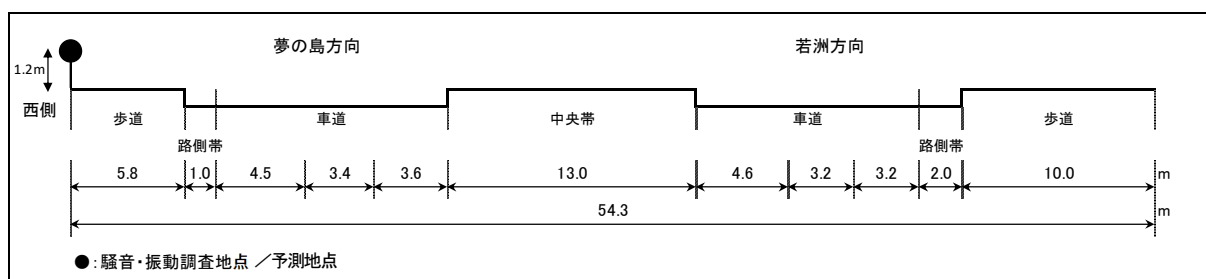 夢の島方向 若洲方向
1.2m
西側
歩道 車道 中央帯 車道 歩道
路側帯 路側帯
5.8 1.0 4.5 3.4 3.6 13.0 4.6 3.2 3.2 2.0 10.0 m
54.3 m
●:騒音・振動調査地点/予測地点